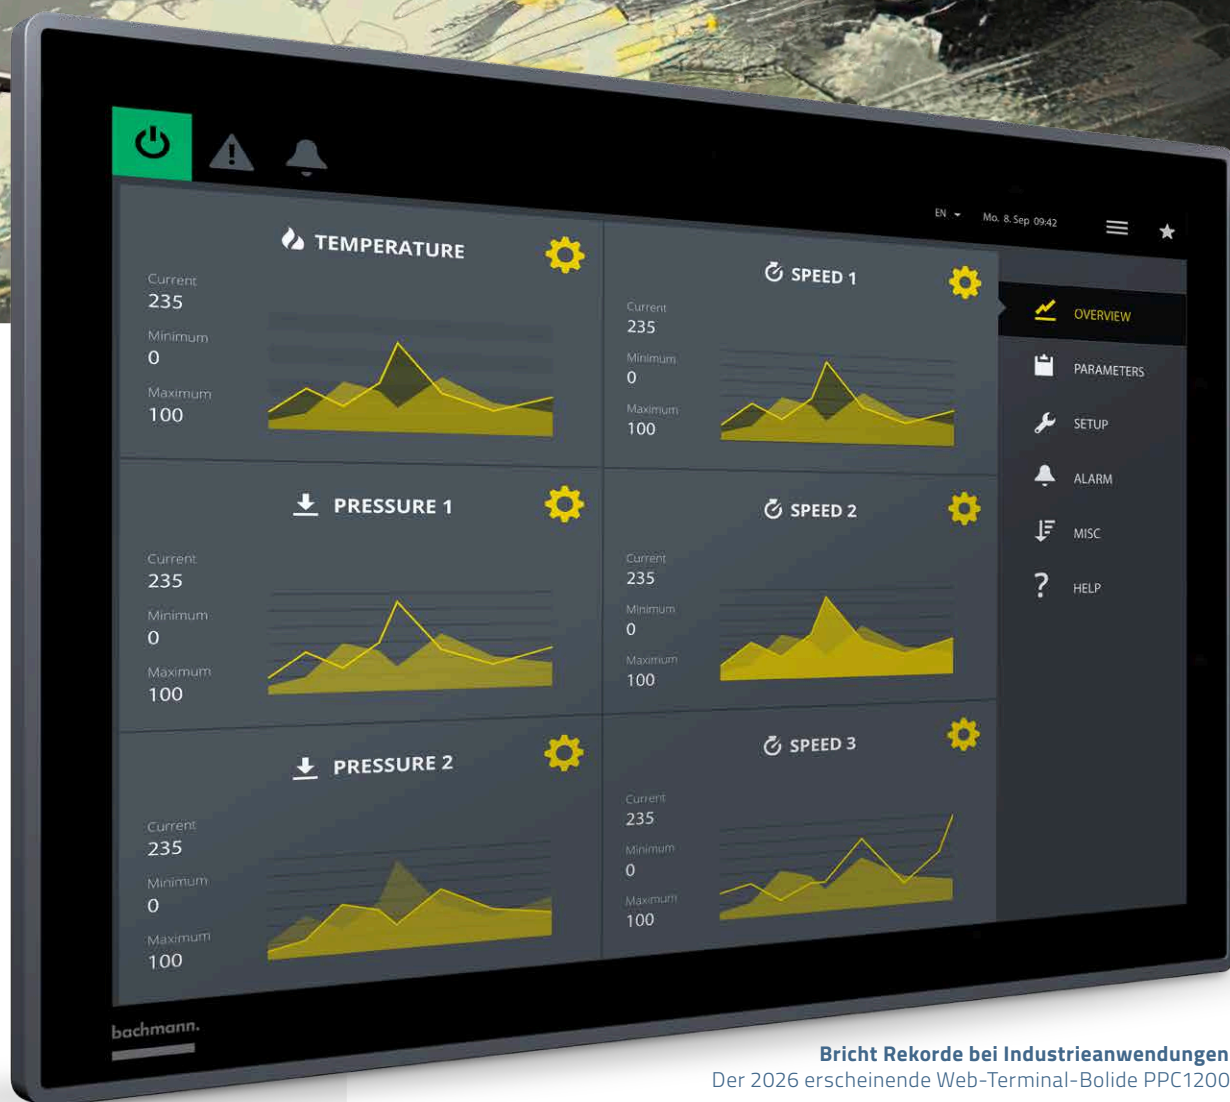 EN
Mo. 8. Sep 09:42
TEMPERATURE
Current
235
Minimum
0
Maximum
100
SPEED 1
Current
235
Minimum
0
Maximum
100
PRESSURE 1
Current
235
Minimum
0
Maximum
100
SPEED 2
Current
235
Minimum
0
Maximum
100
PRESSURE 2
Current
235
Minimum
0
Maximum
100
SPEED 3
Current
235
Minimum
0
Maximum
100
OVERVIEW
PARAMETERS
SETUP
ALARM
MISC
HELP
bachmann.
Bricht Rekorde bei Industrieanwendungen
Der 2026 erscheinende Web-Terminal-Bolide PPC1200